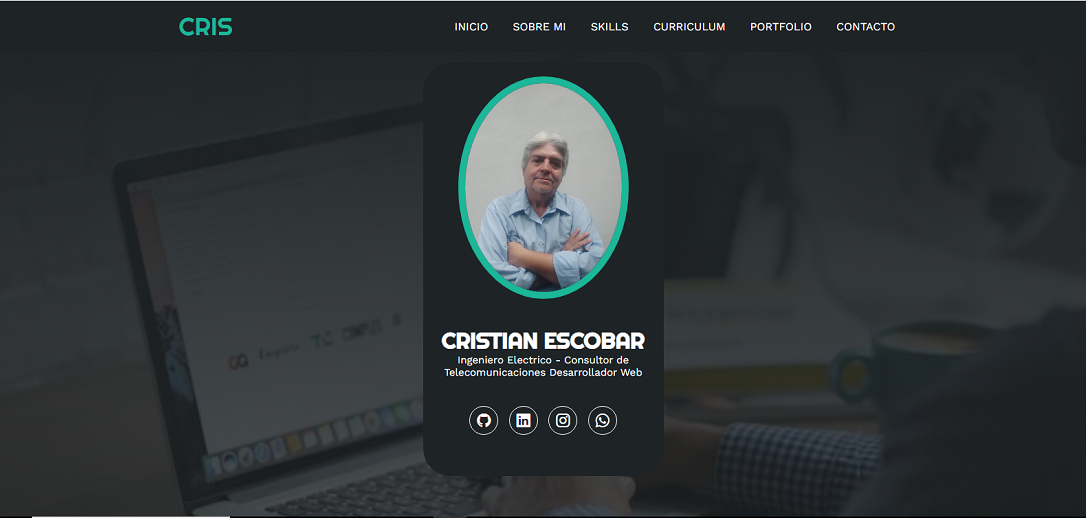 CRIS
INICIO SOBRE MI SKILLS CURRICULUM PORTFOLIO CONTACTO
CRISTIAN ESCOBAR
Ingeniero Electrico - Consultor de
Telecomunicaciones Desarrollador Web